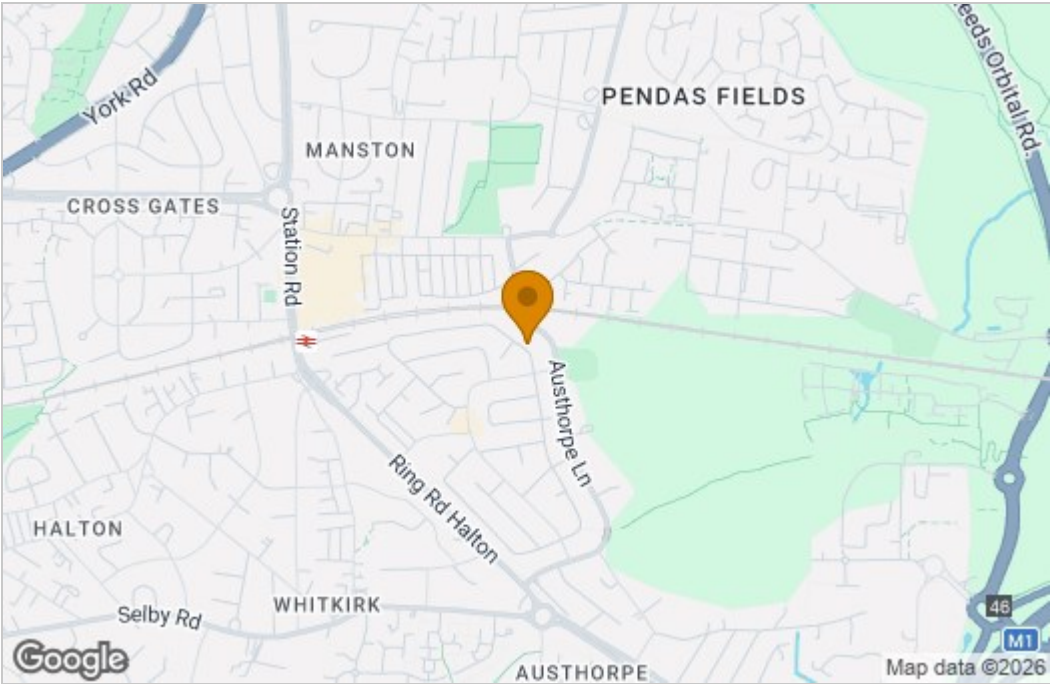 York Rd
MANSTON
PENDAS FIELDS
Leeds Orbital Rd.
CROSS GATES
Station Rd
Austhorpe Ln
Ring Rd Halton
HALTON
WHITKIRK
Selby Rd
AUSTHORPE
46
M1
Google
Map data ©2026